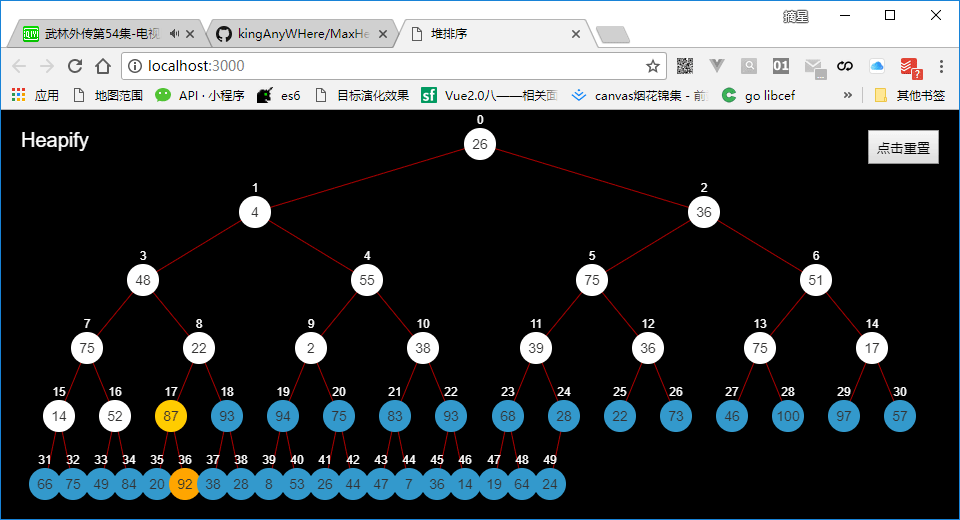 摘星
武林外传第54集-电视
kingAnyWHere/MaxHe
堆排序
localhost:3000
应用 地图范围 API · 小程序 es6 目标演化效果 Vue2.0八——相关面 canvas烟花锦集 - 前 go libcef » 其他书签
Heapify
点击重置
0
26
1 2
4 36
3 4 5 6
48 55 75 51
7 8 9 10 11 12 13 14
75 22 2 38 39 36 75 17
15 16 17 18 19 20 21 22 23 24 25 26 27 28 29 30
14 52 87 93 94 75 83 93 68 28 22 73 46 100 97 57
31 32 33 34 35 36 37 38 39 40 41 42 43 44 45 46 47 48 49
66 75 49 84 20 92 38 28 8 53 26 44 47 7 36 14 19 64 24